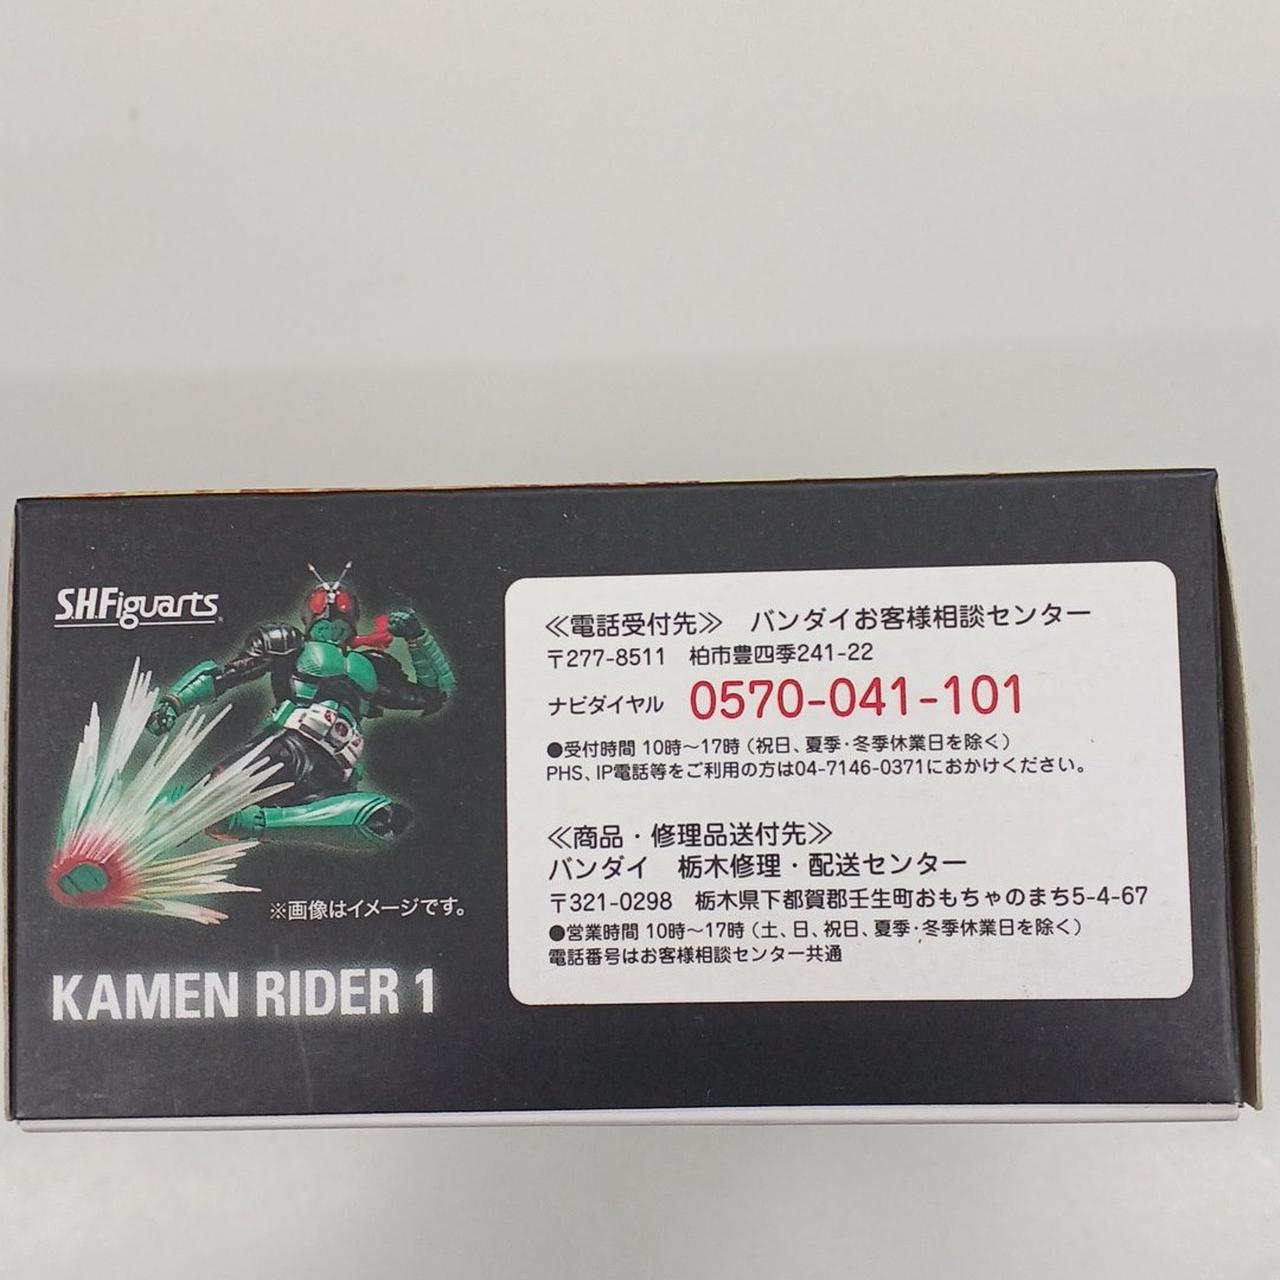 S.H.Figuarts
※画像はイメージです。
KAMEN RIDER 1
≪電話受付先≫ バンダイお客様相談センター
〒277-8511 柏市豊四季241-22
ナビダイヤル 0570-041-101
●受付時間 10時～17時（祝日、夏季・冬季休業日を除く）
PHS、IP電話等をご利用の方は04-7146-0371におかけください。
≪商品・修理品送付先≫
バンダイ 栃木修理・配送センター
〒321-0298 栃木県下都賀郡壬生町おもちゃのまち5-4-67
●営業時間 10時～17時（土、日、祝日、夏季・冬季休業日を除く）
電話番号はお客様相談センター共通